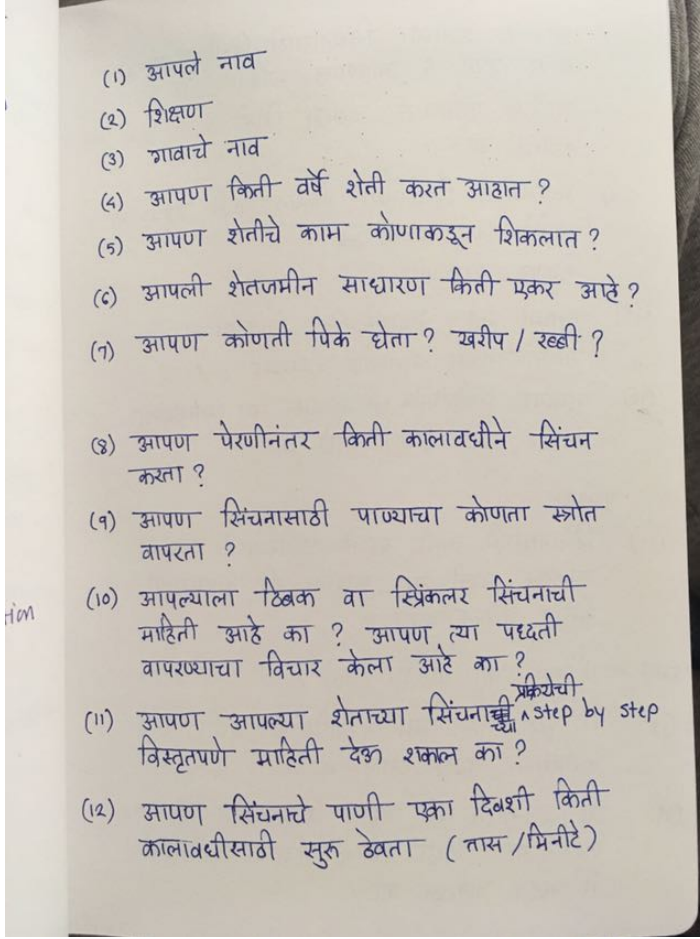 (1) आपले नाव
(2) शिक्षण
(3) गावाचे नाव
(4) आपण किती वर्षे शेती करत आहात ?
(5) आपण शेतीचे काम कोणाकडून शिकलात ?
(6) आपली शेतजमीन साधारण किती एकर आहे ?
(7) आपण कोणती पिके घेता ? खरीप / रब्बी ?
(8) आपण पेरणीनंतर किती कालावधीने सिंचन
करता ?
(9) आपण सिंचनासाठी पाण्याचा कोणता स्त्रोत
वापरता ?
(10) आपल्याला ठिबक वा स्प्रिंकलर सिंचनाची
tion
माहिती आहे का ? आपण त्या पध्दती
वापरण्याचा विचार केला आहे का ?
प्रक्रियेची
(11) आपण आपल्या शेताच्या सिंचनाच्या ^ step by step
विस्तृतपणे माहिती देऊ शकाल का ?
(12) आपण सिंचनाचे पाणी एका दिवशी किती
कालावधीसाठी सुरू ठेवता ( तास / मिनीटे )